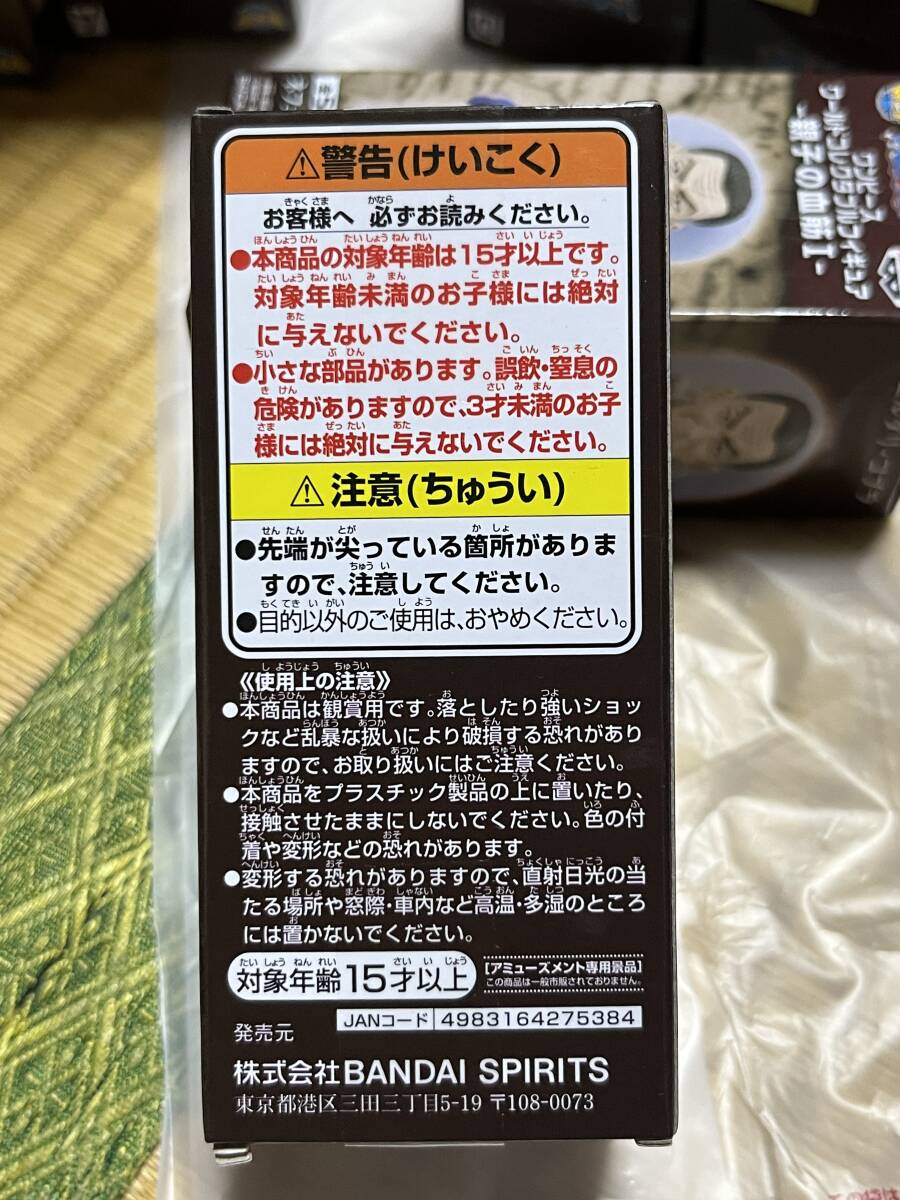 ⚠警告(けいこく)
お客様へ 必ずお読みください。
●本商品の対象年齢は15才以上です。
対象年齢未満のお子様には絶対
に与えないでください。
●小さな部品があります。誤飲・窒息の
危険がありますので、3才未満のお子
様には絶対に与えないでください。
⚠注意(ちゅうい)
●先端が尖っている箇所がありま
すので、注意してください。
●目的以外のご使用は、おやめください。
《使用上の注意》
●本商品は観賞用です。落としたり強いショッ
クなど乱暴な扱いにより破損する恐れがあり
ますので、お取り扱いにはご注意ください。
●本商品をプラスチック製品の上に置いたり、
接触させたままにしないでください。色の付
着や変形などの恐れがあります。
●変形する恐れがありますので、直射日光の当
たる場所や窓際・車内など高温・多湿のところ
には置かないでください。
対象年齢15才以上
[アミューズメント専用景品]
この商品は一般市販されておりません。
JANコード 4983164275384
発売元
株式会社BANDAI SPIRITS
東京都港区三田三丁目5-19 〒108-0073
ワンピース
ワールドコレクタブルフィギュア
-親子の血筋1-